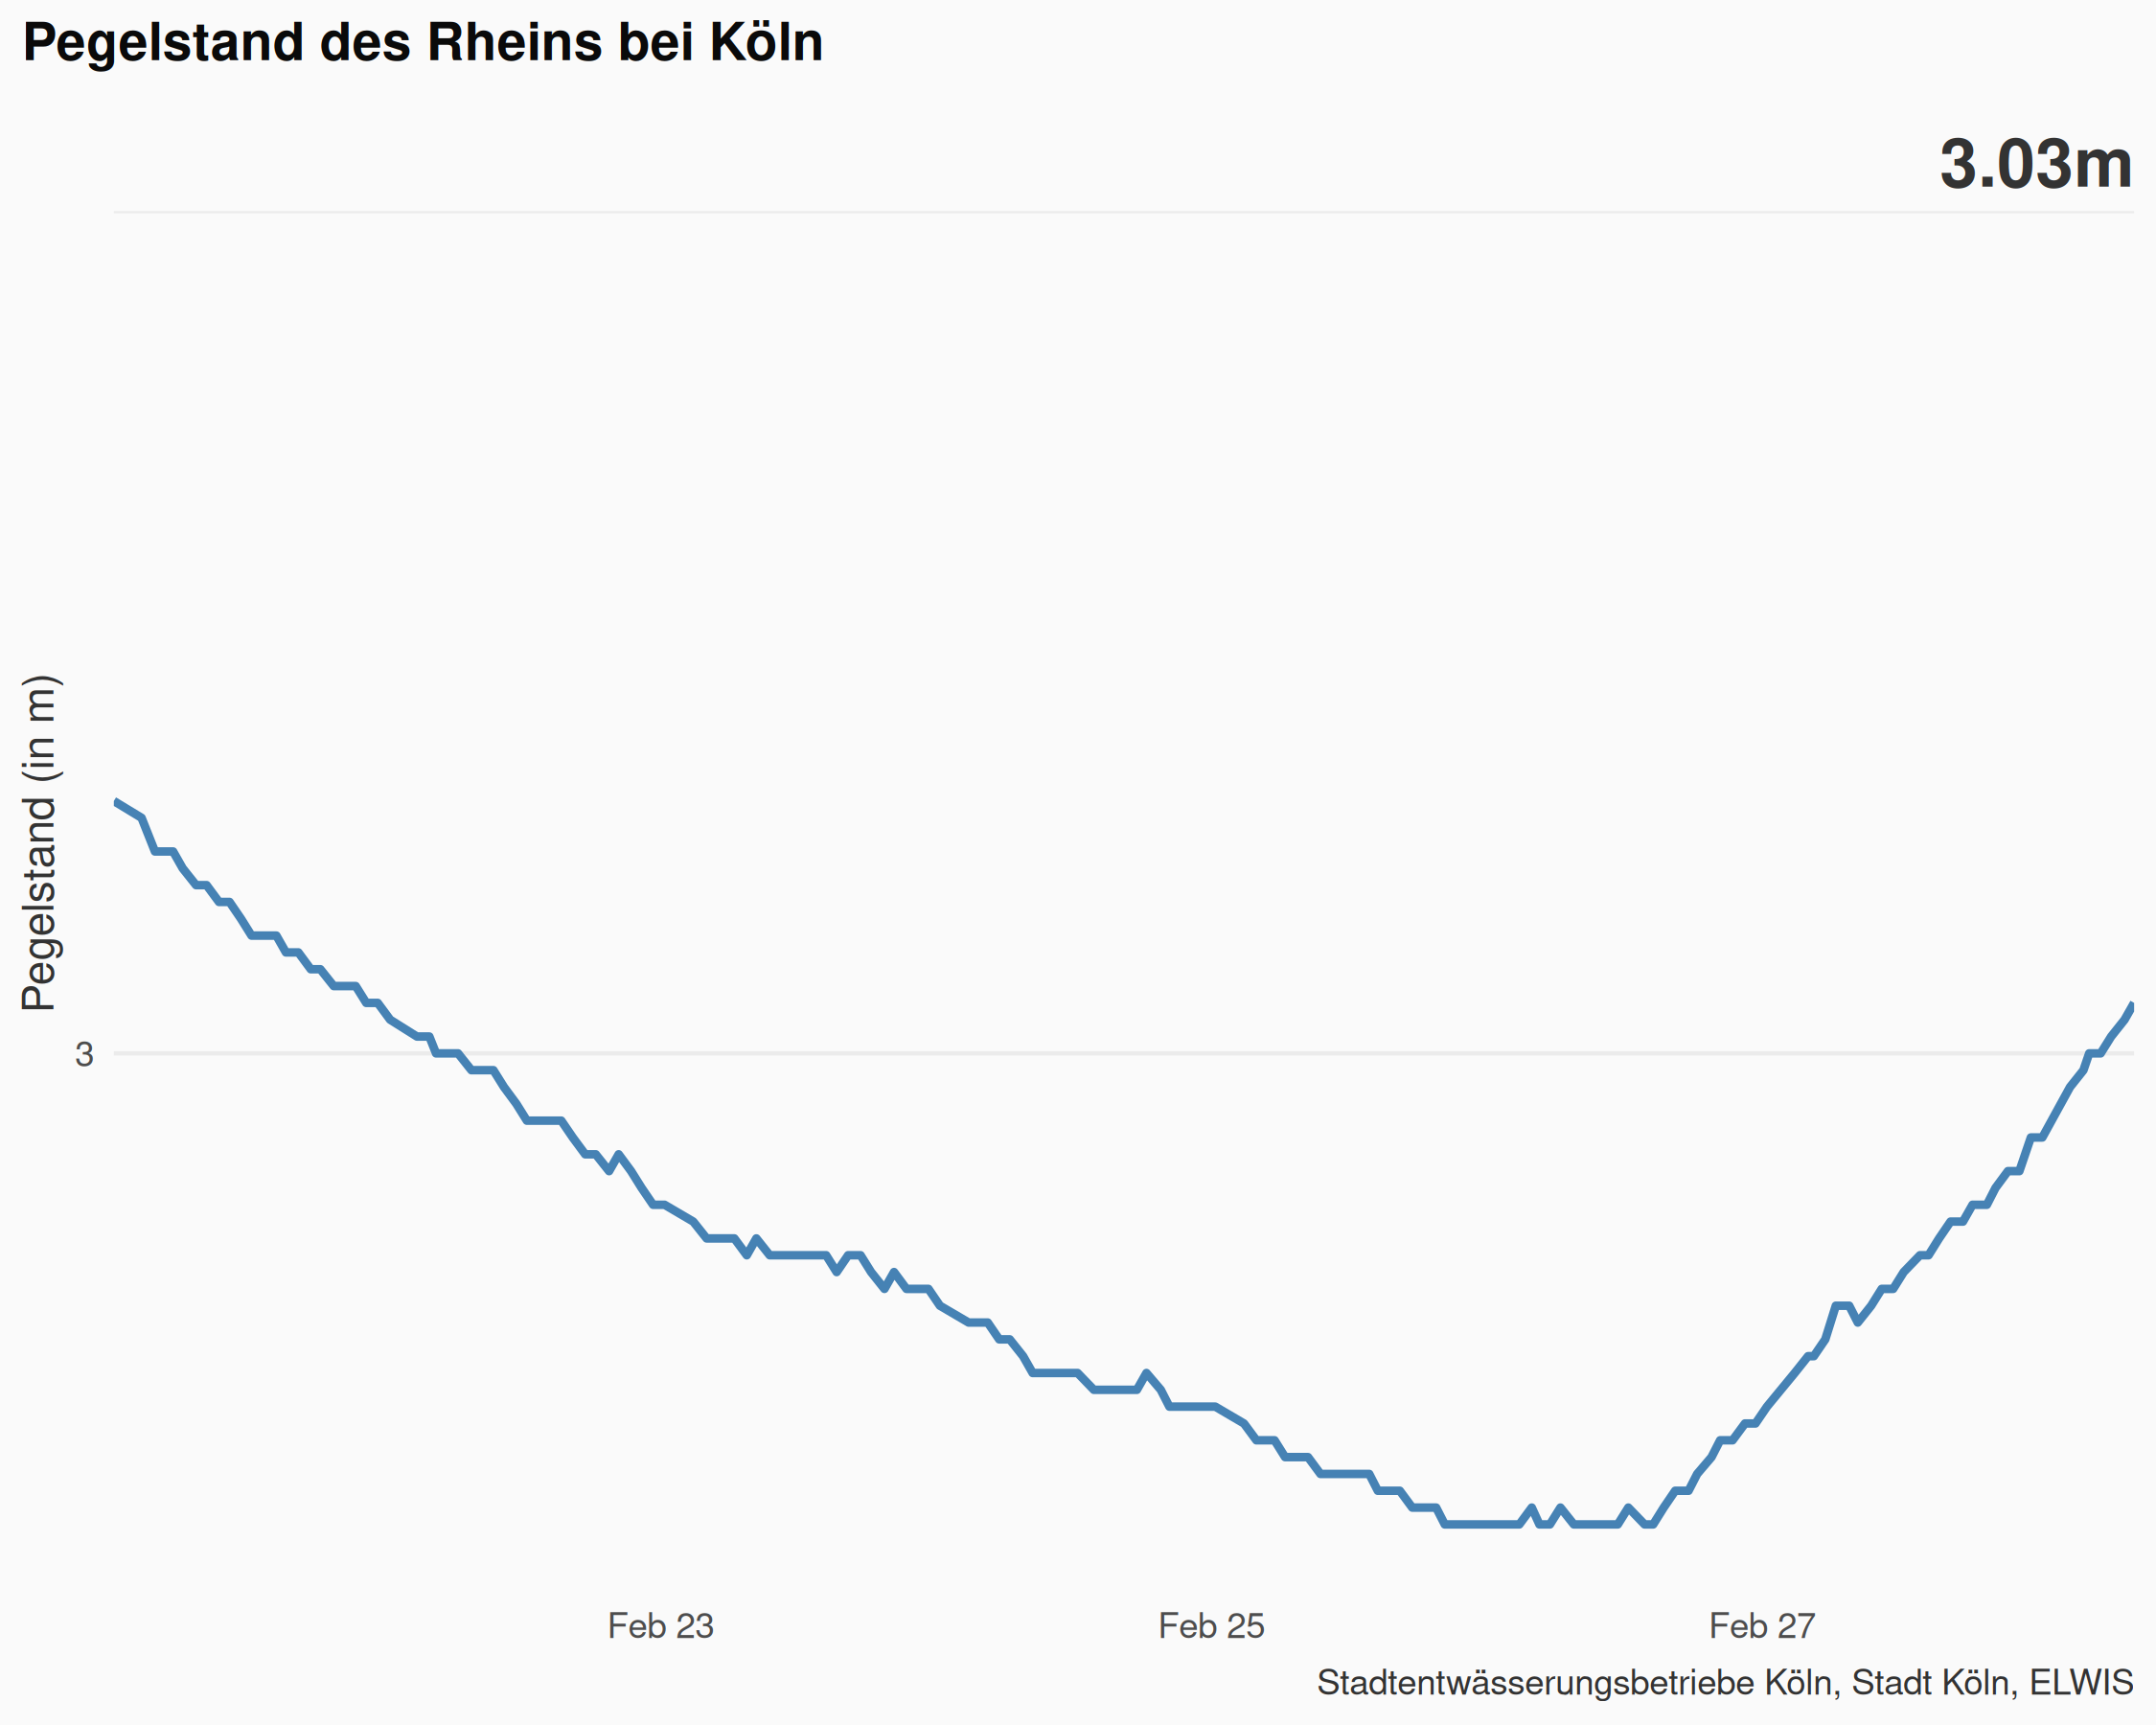 Pegelstand des Rheins bei Köln
3.03m
Pegelstand (in m)
3
Feb 23
Feb 25
Feb 27
Stadtentwässerungsbetriebe Köln, Stadt Köln, ELWIS